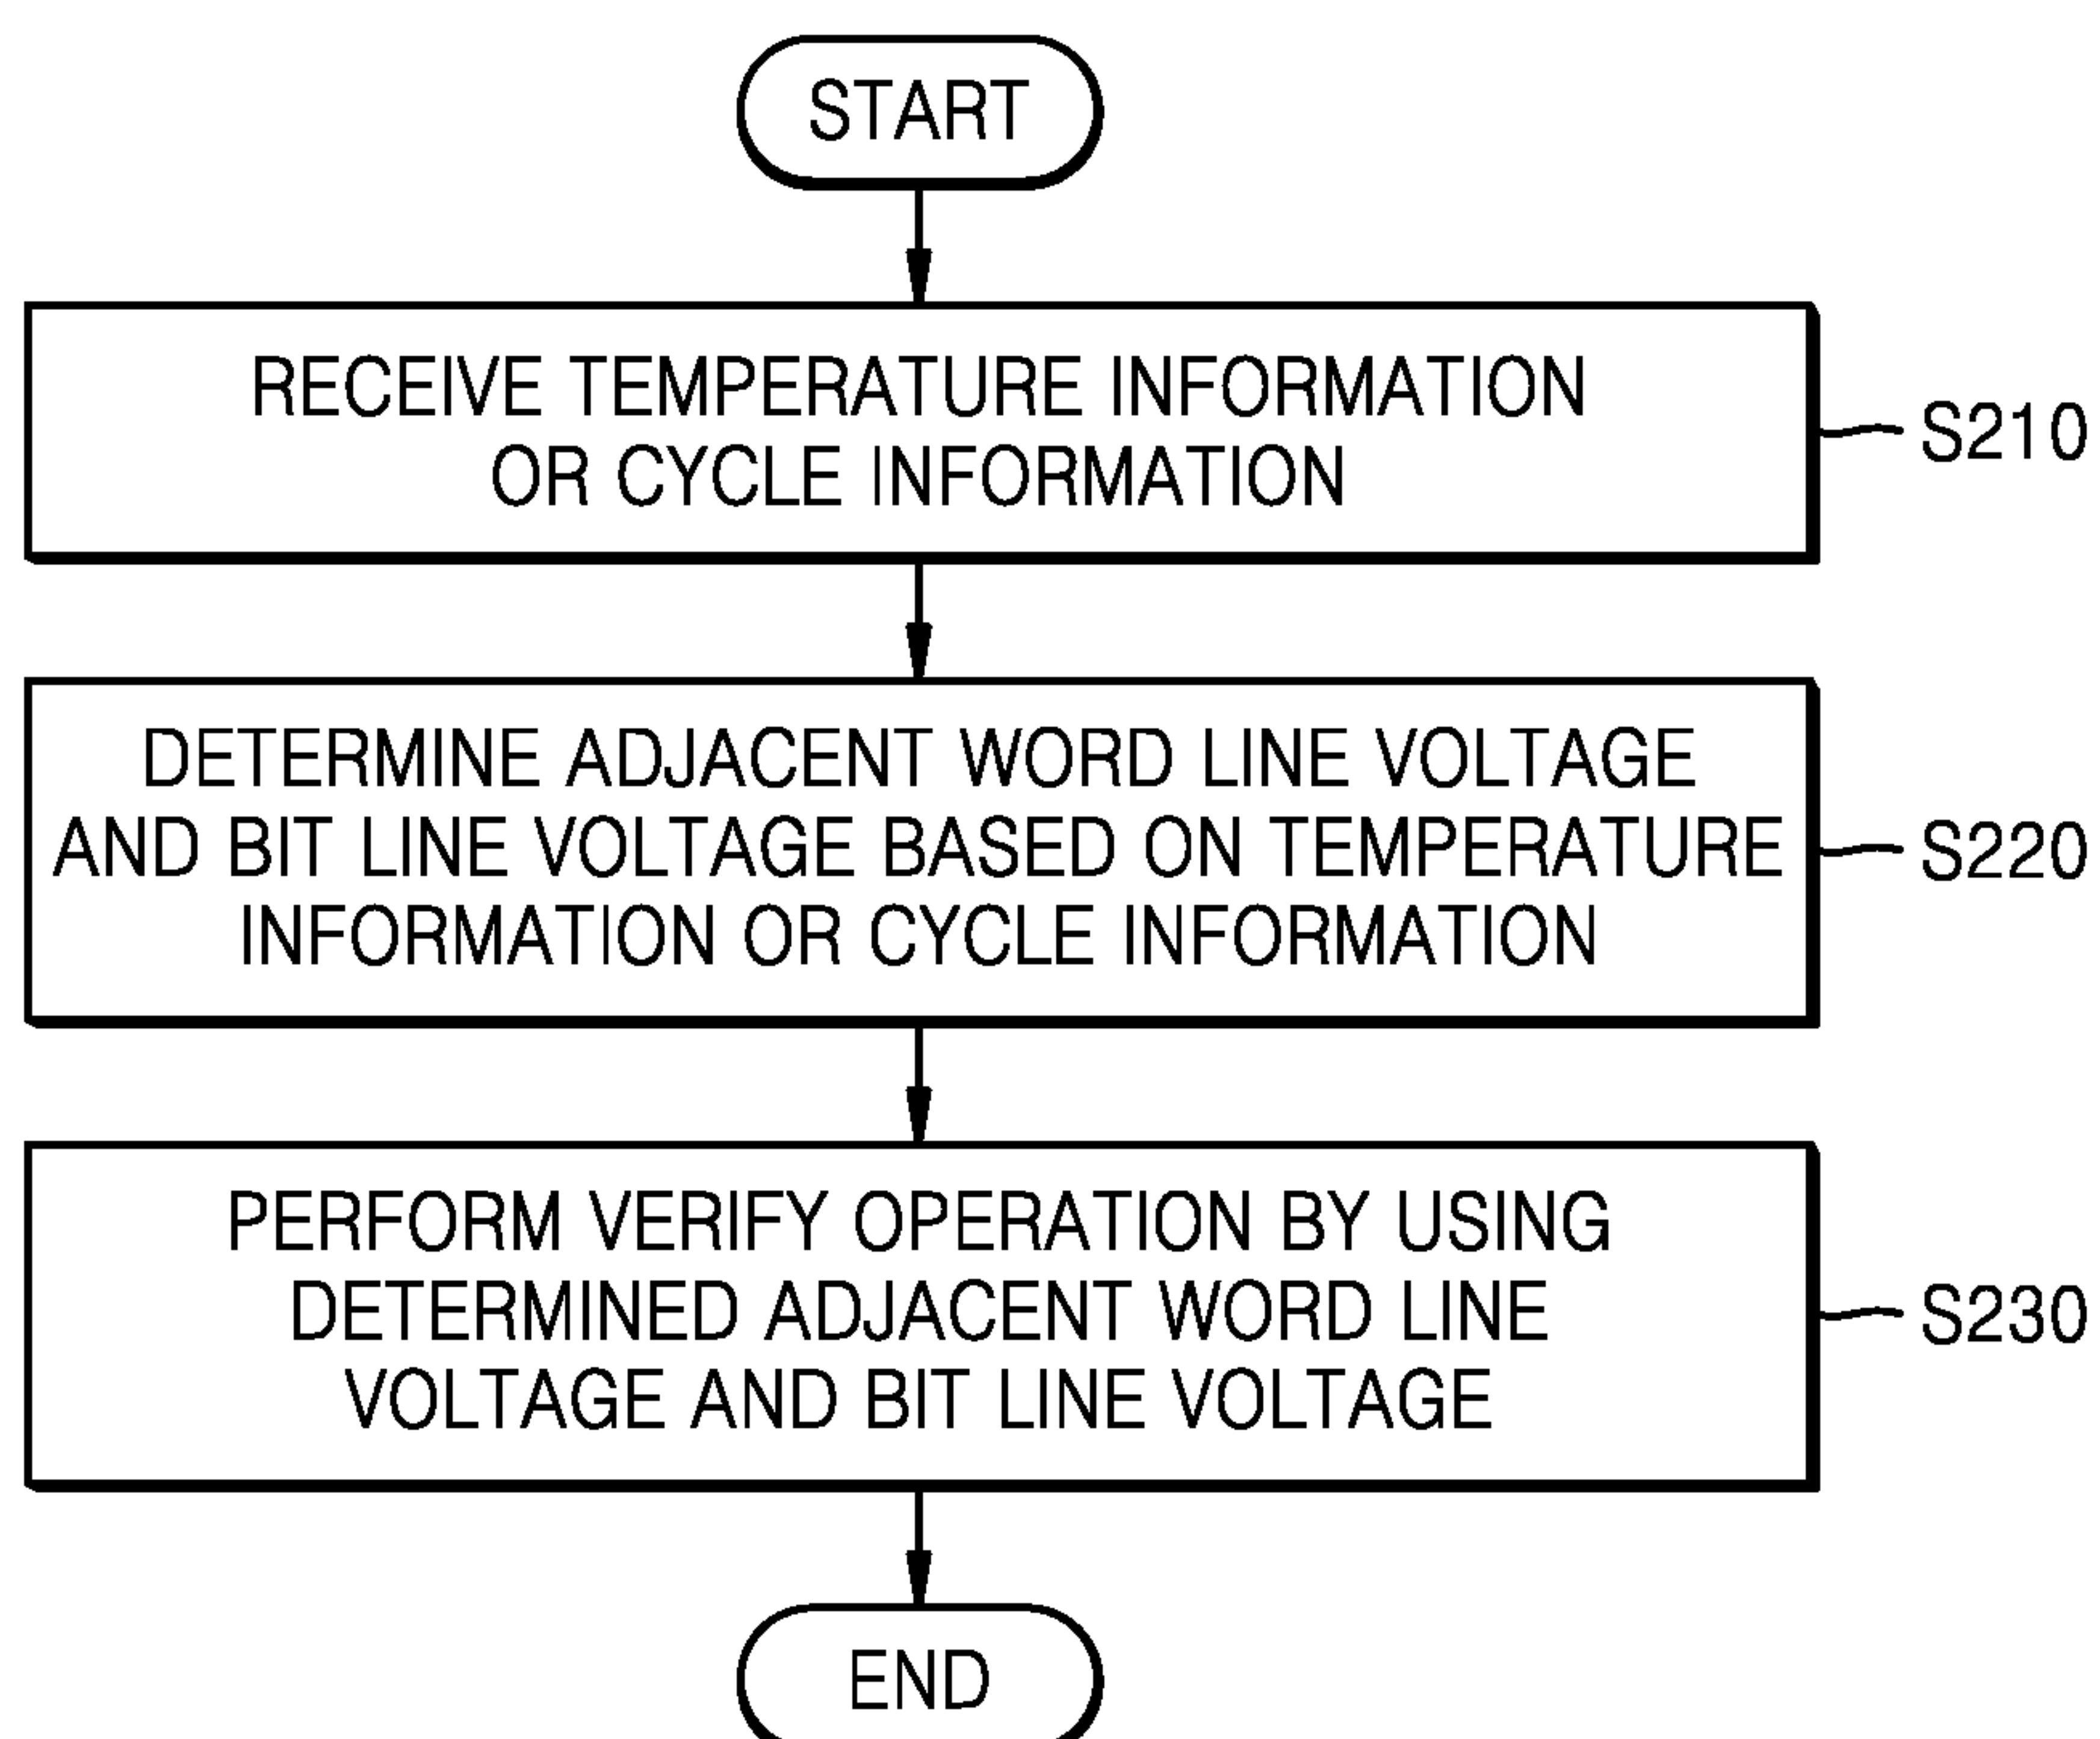 START
RECEIVE TEMPERATURE INFORMATION
OR CYCLE INFORMATION
S210
DETERMINE ADJACENT WORD LINE VOLTAGE
AND BIT LINE VOLTAGE BASED ON TEMPERATURE
INFORMATION OR CYCLE INFORMATION
S220
PERFORM VERIFY OPERATION BY USING
DETERMINED ADJACENT WORD LINE
VOLTAGE AND BIT LINE VOLTAGE
S230
END